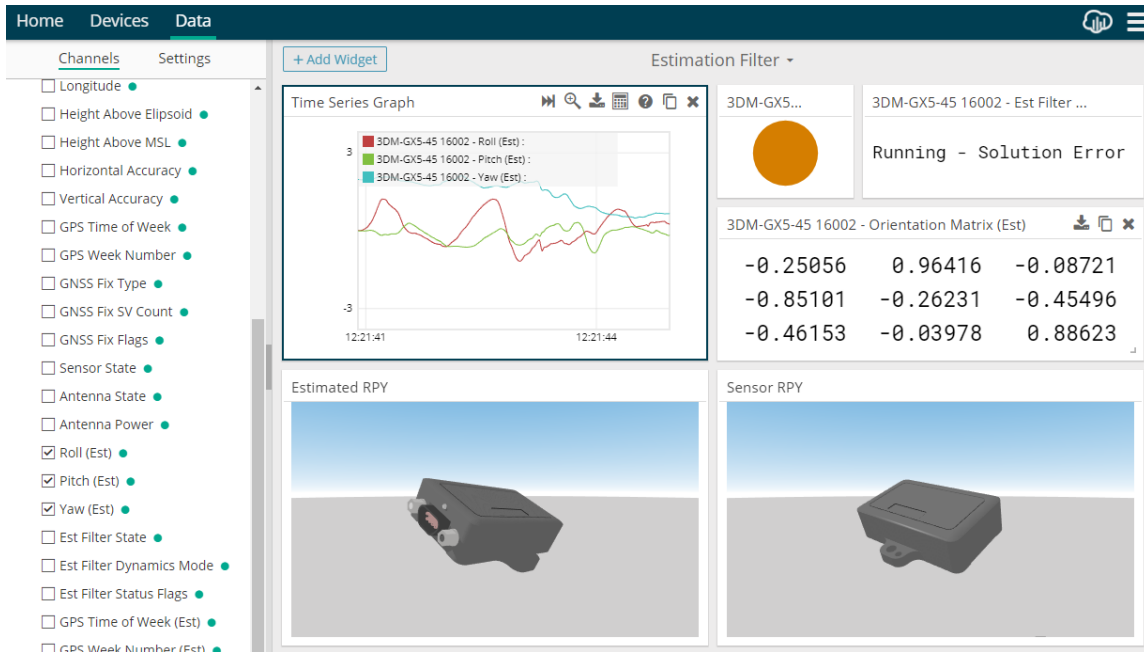 Home Devices Data
Channels Settings
Longitude
Height Above Elipsoid
Height Above MSL
Horizontal Accuracy
Vertical Accuracy
GPS Time of Week
GPS Week Number
GNSS Fix Type
GNSS Fix SV Count
GNSS Fix Flags
Sensor State
Antenna State
Antenna Power
Roll (Est)
Pitch (Est)
Yaw (Est)
Est Filter State
Est Filter Dynamics Mode
Est Filter Status Flags
GPS Time of Week (Est)
GPS Week Number (Est)
+ Add Widget
Estimation Filter
Time Series Graph
3DM-GX5-45 16002 - Roll (Est) :
3DM-GX5-45 16002 - Pitch (Est) :
3DM-GX5-45 16002 - Yaw (Est) :
3
-3
12:21:41 12:21:44
3DM-GX5...
3DM-GX5-45 16002 - Est Filter ...
Running - Solution Error
3DM-GX5-45 16002 - Orientation Matrix (Est)
-0.25056 0.96416 -0.08721
-0.85101 -0.26231 -0.45496
-0.46153 -0.03978 0.88623
Estimated RPY
Sensor RPY